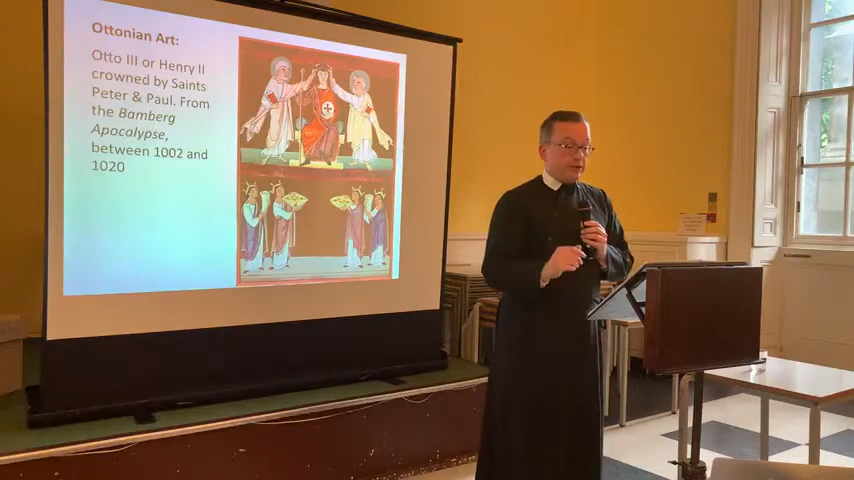 Ottonian Art:
Otto III or Henry II
crowned by Saints
Peter & Paul. From
the Bamberg
Apocalypse,
between 1002 and
1020